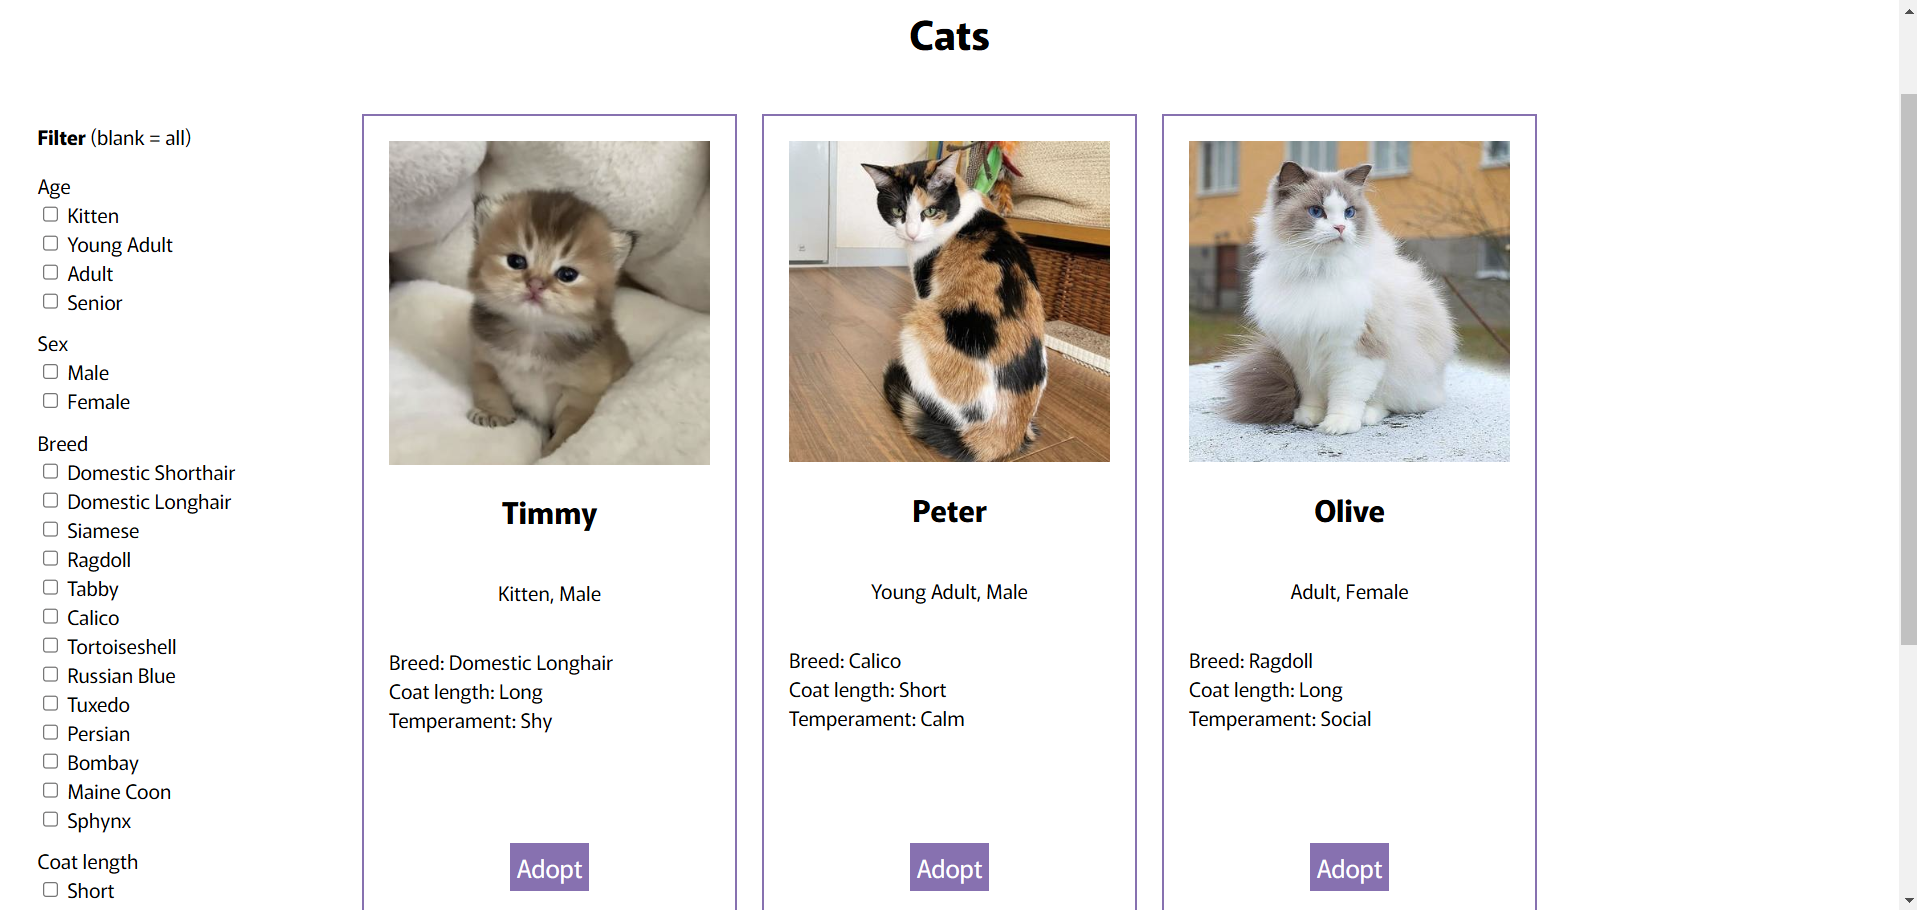 Cats
Filter (blank = all)
Age
Kitten
Young Adult
Adult
Senior
Sex
Male
Female
Breed
Domestic Shorthair
Domestic Longhair
Siamese
Ragdoll
Tabby
Calico
Tortoiseshell
Russian Blue
Tuxedo
Persian
Bombay
Maine Coon
Sphynx
Coat length
Short
Timmy
Kitten, Male
Breed: Domestic Longhair
Coat length: Long
Temperament: Shy
Adopt
Peter
Young Adult, Male
Breed: Calico
Coat length: Short
Temperament: Calm
Adopt
Olive
Adult, Female
Breed: Ragdoll
Coat length: Long
Temperament: Social
Adopt